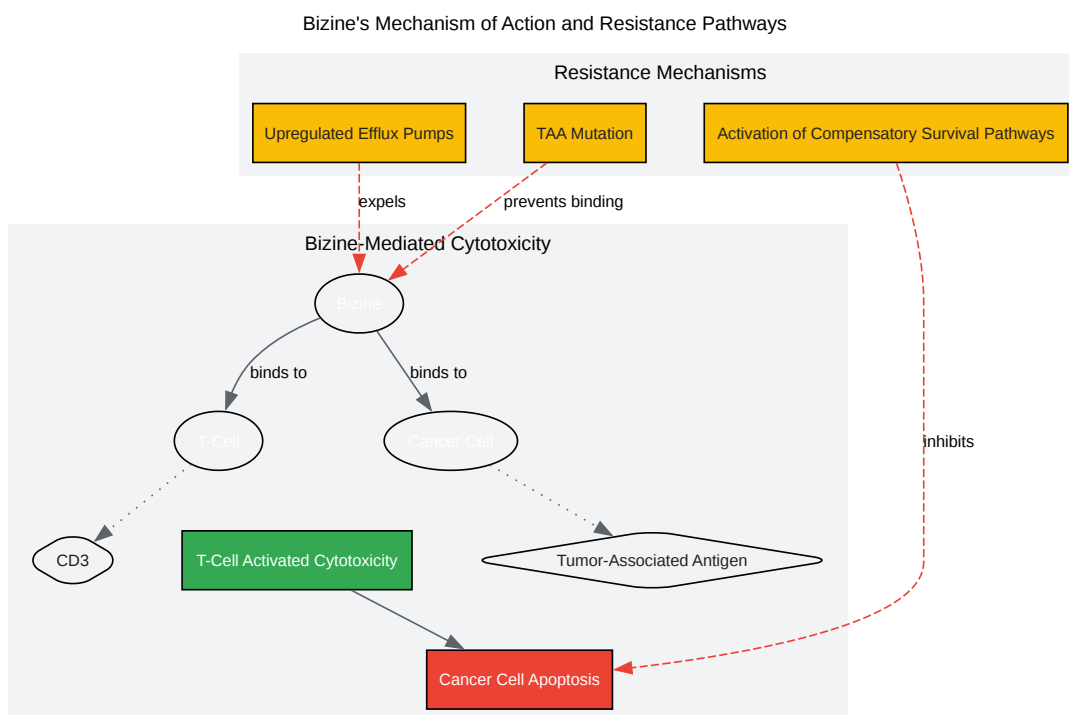 Bizine's Mechanism of Action and Resistance Pathways
Resistance Mechanisms
Upregulated Efflux Pumps
TAA Mutation
Activation of Compensatory Survival Pathways
expels
prevents binding
Bizine-Mediated Cytotoxicity
Bizine
binds to
binds to
T-Cell
Cancer Cell
inhibits
CD3
T-Cell Activated Cytotoxicity
Tumor-Associated Antigen
Cancer Cell Apoptosis